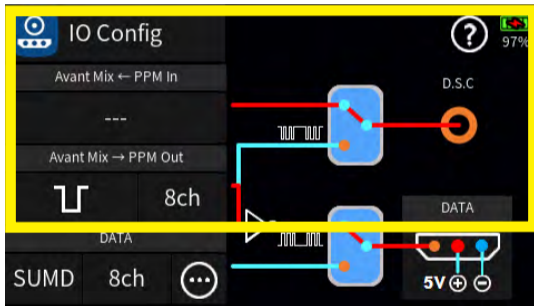 IO Config
?
97%
Avant Mix ← PPM In
D.S.C
---
Avant Mix → PPM Out
8ch
DATA
DATA
SUMD
8ch
5V